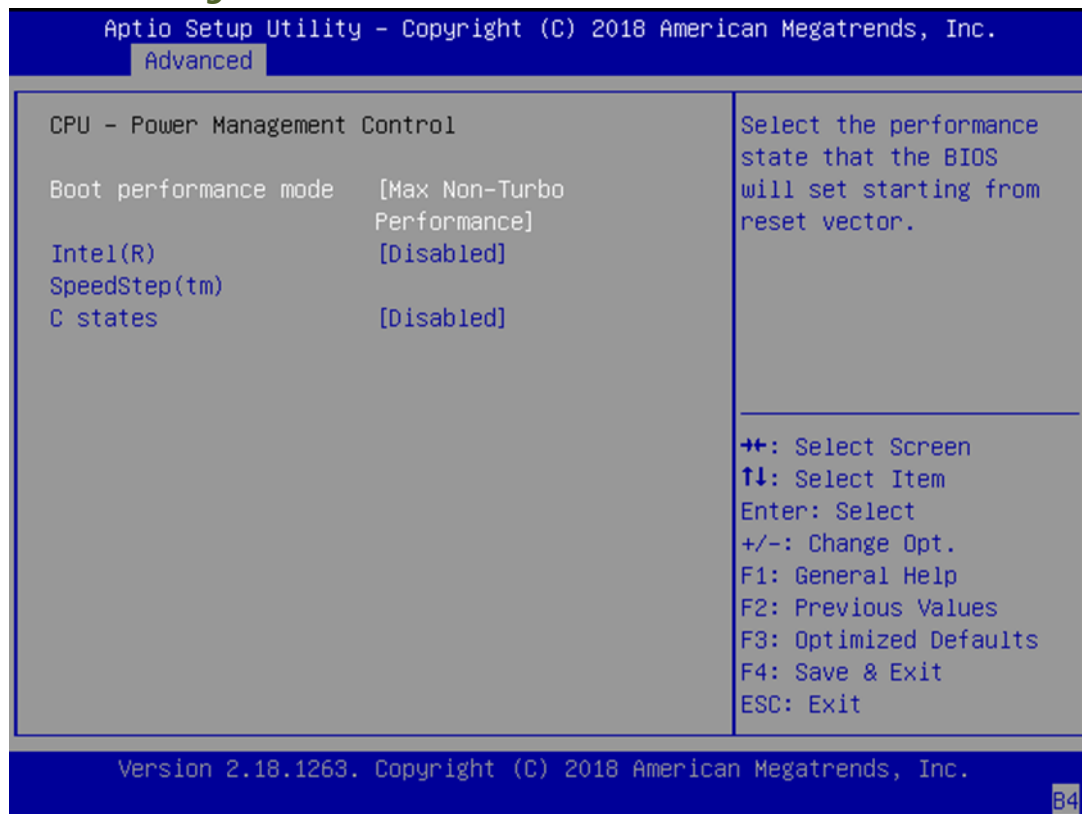 Aptio Setup Utility – Copyright (C) 2018 American Megatrends, Inc.
Advanced
CPU – Power Management Control
Boot performance mode [Max Non-Turbo
Performance]
Intel(R) [Disabled]
SpeedStep(tm)
C states [Disabled]
Select the performance
state that the BIOS
will set starting from
reset vector.
→←: Select Screen
↑↓: Select Item
Enter: Select
+/-: Change Opt.
F1: General Help
F2: Previous Values
F3: Optimized Defaults
F4: Save & Exit
ESC: Exit
Version 2.18.1263. Copyright (C) 2018 American Megatrends, Inc.
B4